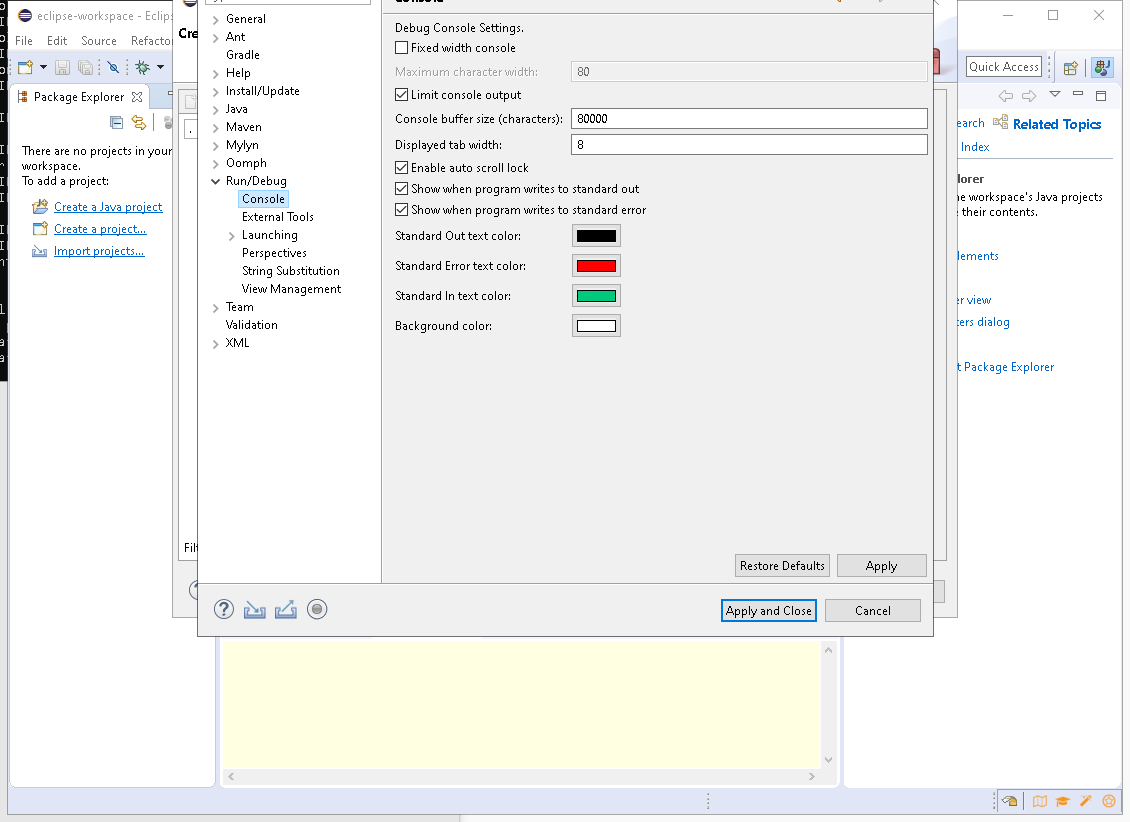 eclipse-workspace - Eclips
File Edit Source Refacto
Quick Access
Package Explorer
There are no projects in your
workspace.
To add a project:
Create a Java project
Create a project...
Import projects...
Cre
General
Ant
Gradle
Help
Install/Update
Java
Maven
Mylyn
Oomph
Run/Debug
Console
External Tools
Launching
Perspectives
String Substitution
View Management
Team
Validation
XML
Filt
Debug Console Settings.
Fixed width console
Maximum character width: 80
Limit console output
Console buffer size (characters): 80000
Displayed tab width: 8
Enable auto scroll lock
Show when program writes to standard out
Show when program writes to standard error
Standard Out text color:
Standard Error text color:
Standard In text color:
Background color:
Restore Defaults Apply
Apply and Close Cancel
earch Related Topics
Index
lorer
he workspace's Java projects
their contents.
lements
er view
ters dialog
t Package Explorer